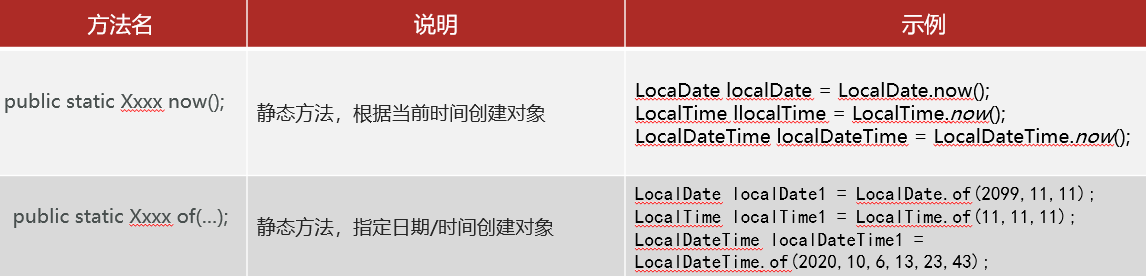 方法名
说明
示例
public static Xxxx now();
静态方法，根据当前时间创建对象
LocaDate localDate = LocalDate.now();
LocalTime llocalTime = LocalTime.now();
LocalDateTime localDateTime = LocalDateTime.now();
public static Xxxx of(...);
静态方法，指定日期/时间创建对象
LocalDate localDate1 = LocalDate.of(2099,11,11);
LocalTime localTime1 = LocalTime.of(11,11,11);
LocalDateTime localDateTime1 =
LocalDateTime.of(2020,10,6,13,23,43);